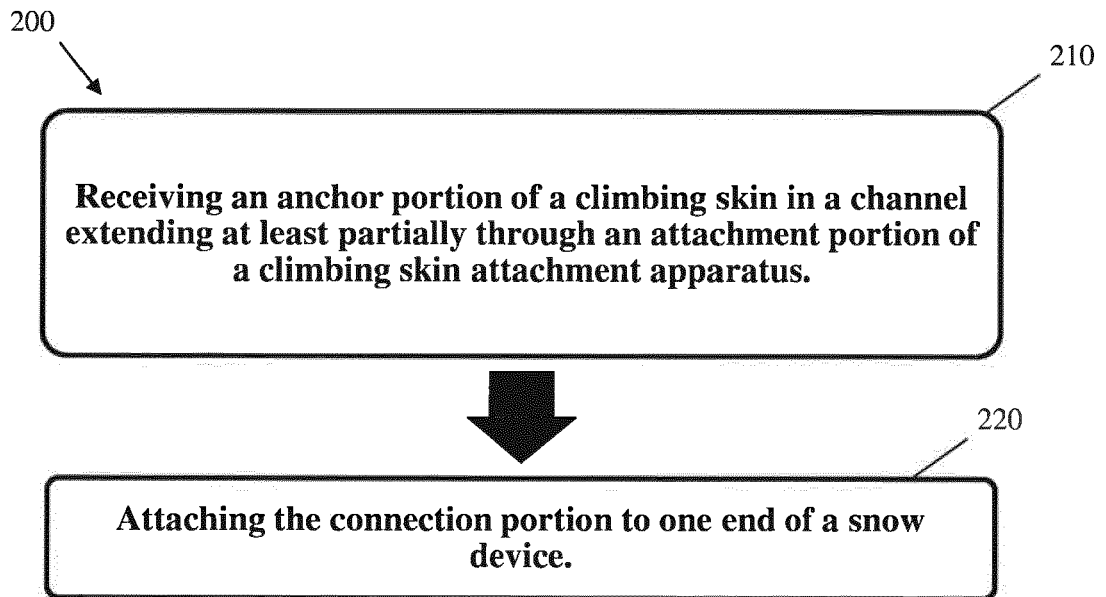 200
210
Receiving an anchor portion of a climbing skin in a channel
extending at least partially through an attachment portion of
a climbing skin attachment apparatus.
220
Attaching the connection portion to one end of a snow
device.